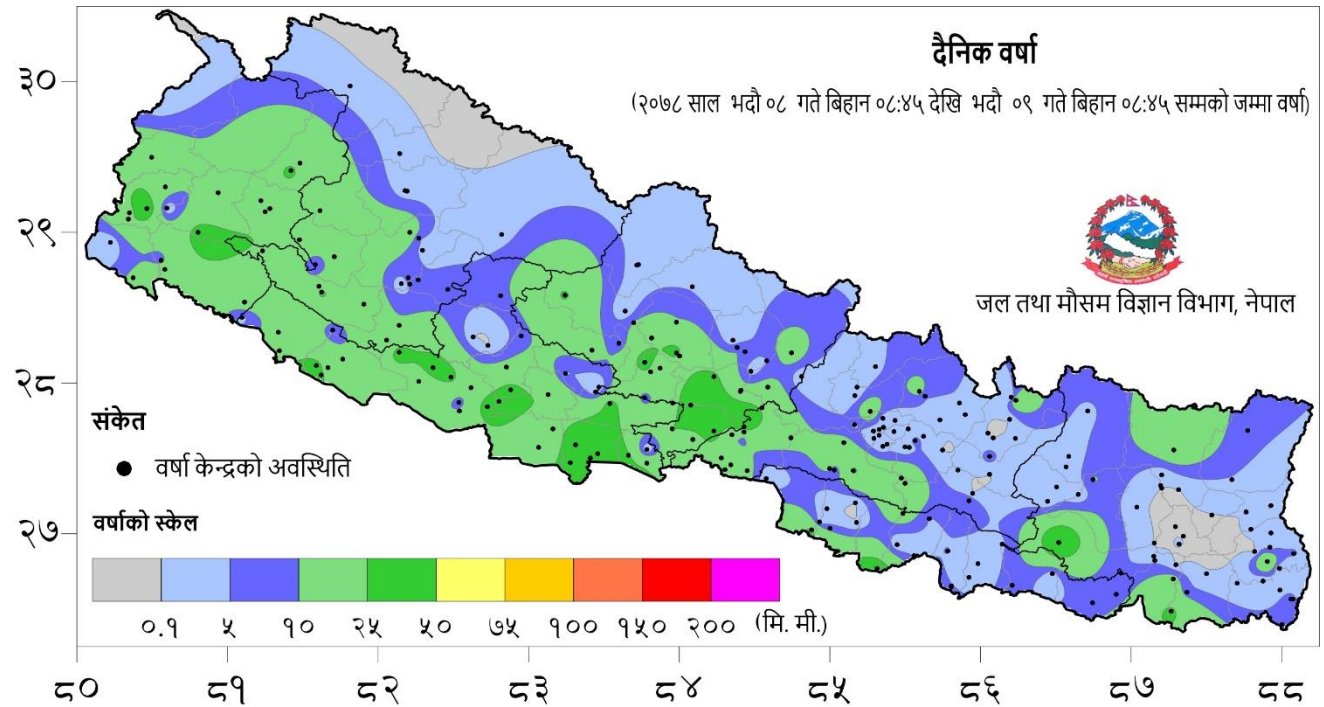 दैनिक वर्षा
(२०७८ साल भदौ ०८ गते बिहान ०८:४५ देखि भदौ ०९ गते बिहान ०८:४५ सम्मको जम्मा वर्षा)
जल तथा मौसम विज्ञान विभाग, नेपाल
३०
२९
२८
२७
संकेत
वर्षा केन्द्रको अवस्थिति
वर्षाको स्केल
०.१ ५ १० २५ ५० ७५ १०० १५० २०० (मि. मी.)
८० ८१ ८२ ८३ ८४ ८५ ८६ ८७ ८८